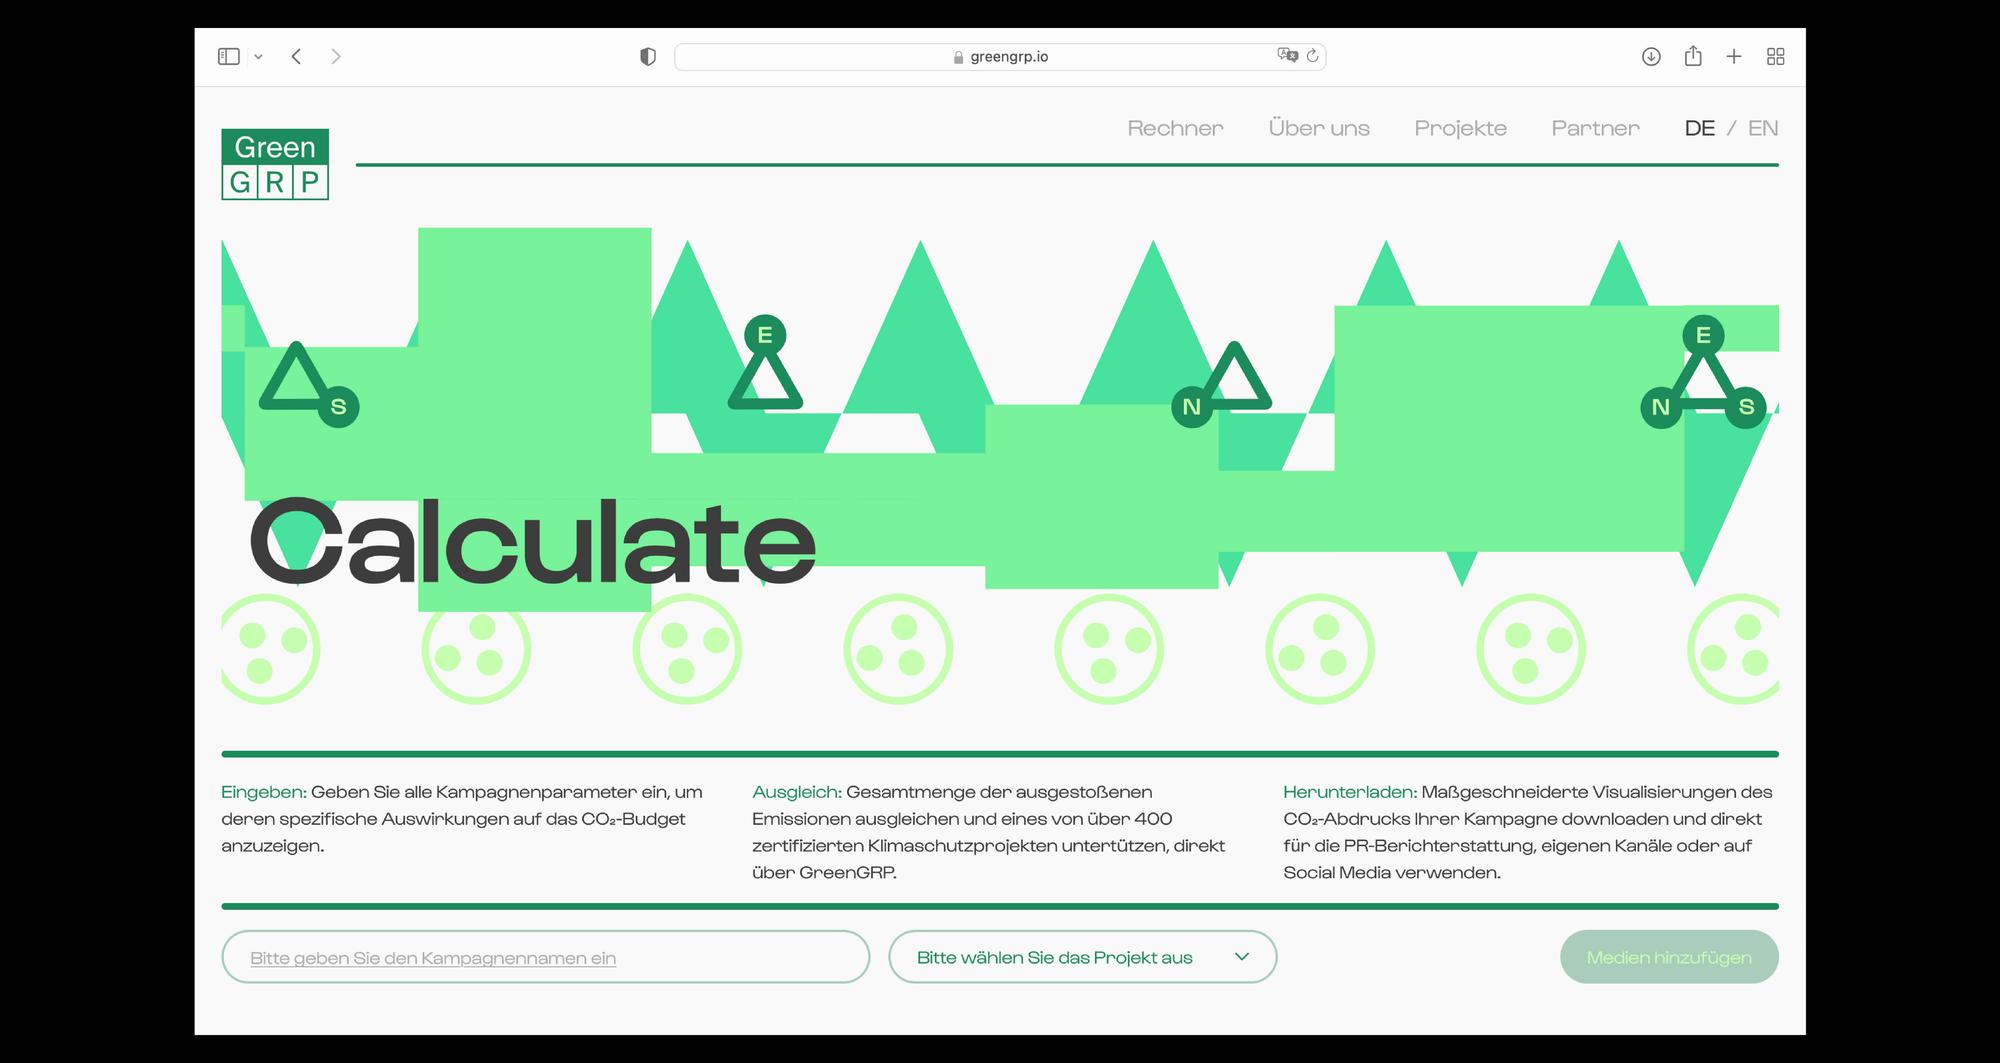 greengrp.io
Rechner Über uns Projekte Partner DE / EN
Green
GRP
E E
S N N S
Calculate
Eingeben: Geben Sie alle Kampagnenparameter ein, um
deren spezifische Auswirkungen auf das CO₂-Budget
anzuzeigen.
Ausgleich: Gesamtmenge der ausgestoßenen
Emissionen ausgleichen und eines von über 400
zertifizierten Klimaschutzprojekten untertützen, direkt
über GreenGRP.
Herunterladen: Maßgeschneiderte Visualisierungen des
CO₂-Abdrucks Ihrer Kampagne downloaden und direkt
für die PR-Berichterstattung, eigenen Kanäle oder auf
Social Media verwenden.
Bitte geben Sie den Kampagnennamen ein
Bitte wählen Sie das Projekt aus
Medien hinzufügen